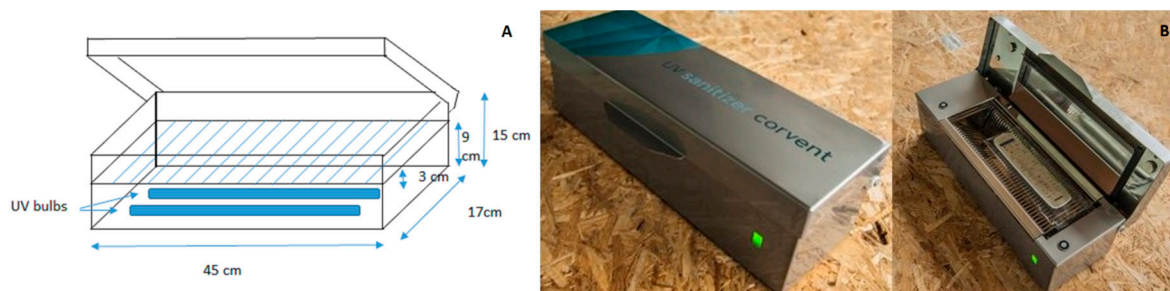 A
9
cm
15 cm
3 cm
UV bulbs
17cm
45 cm
UV sanitizer corvent
B